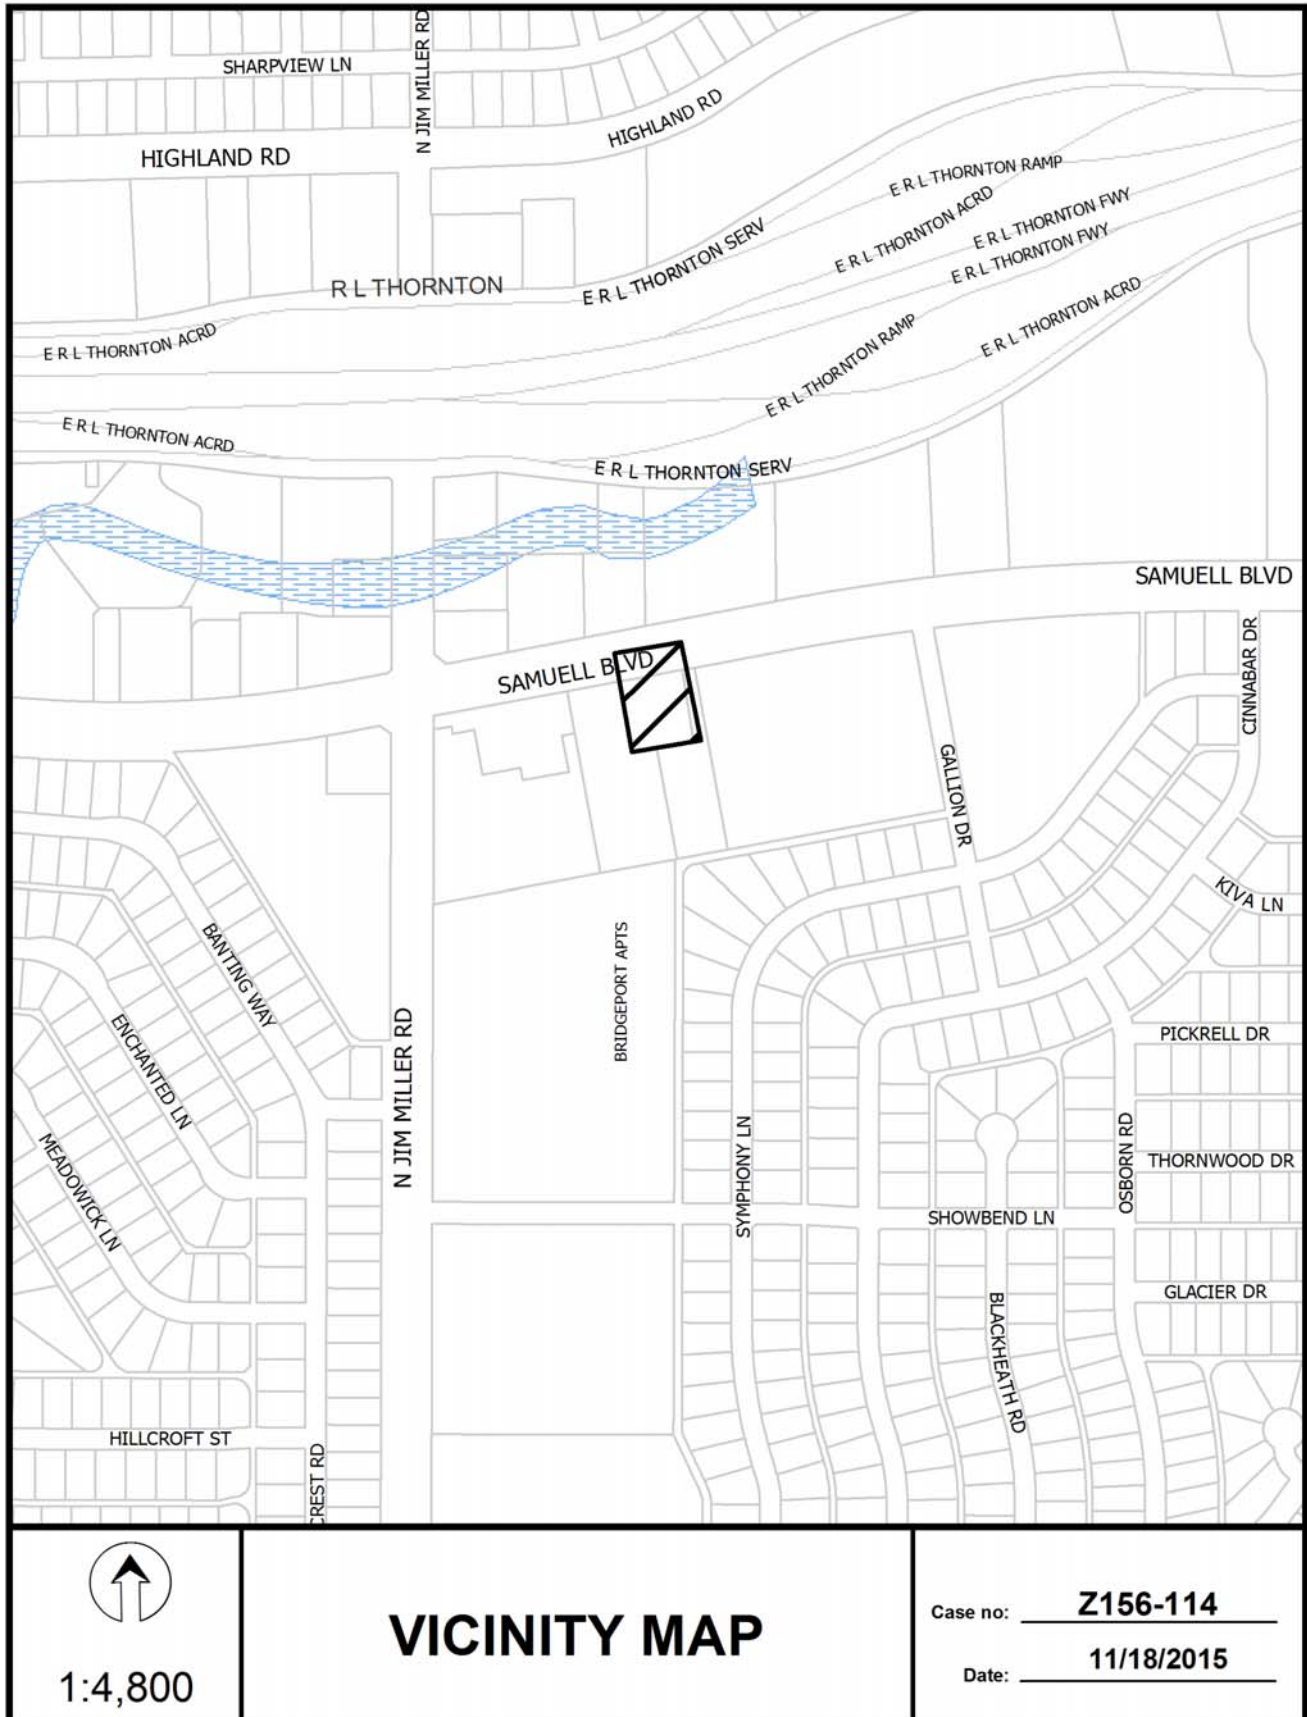 SHARPVIEW LN
N JIM MILLER RD
HIGHLAND RD
HIGHLAND RD
E R L THORNTON RAMP
E R L THORNTON ACRD
E R L THORNTON FWY
E R L THORNTON FWY
E R L THORNTON SERV
R L THORNTON
E R L THORNTON ACRD
E R L THORNTON ACRD
E R L THORNTON RAMP
E R L THORNTON ACRD
E R L THORNTON SERV
SAMUELL BLVD
SAMUELL BLVD
CINNABAR DR
GALLION DR
KIVA LN
BANTING WAY
BRIDGEPORT APTS
ENCHANTED LN
N JIM MILLER RD
PICKRELL DR
MEADOWICK LN
SYMPHONY LN
OSBORN RD
THORNWOOD DR
SHOWBEND LN
GLACIER DR
BLACKHEATH RD
HILLCROFT ST
CREST RD
1:4,800
VICINITY MAP
Case no: Z156-114
Date: 11/18/2015